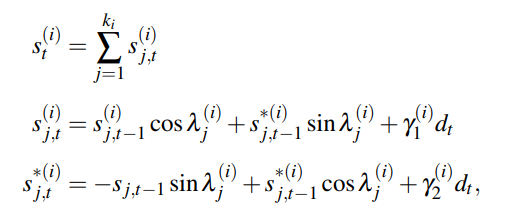 s_t^{(i)} = \sum_{j=1}^{k_i} s_{j,t}^{(i)}
s_{j,t}^{(i)} = s_{j,t-1}^{(i)} \cos \lambda_j^{(i)} + s_{j,t-1}^{*(i)} \sin \lambda_j^{(i)} + \gamma_1^{(i)} d_t
s_{j,t}^{*(i)} = -s_{j,t-1} \sin \lambda_j^{(i)} + s_{j,t-1}^{*(i)} \cos \lambda_j^{(i)} + \gamma_2^{(i)} d_t,